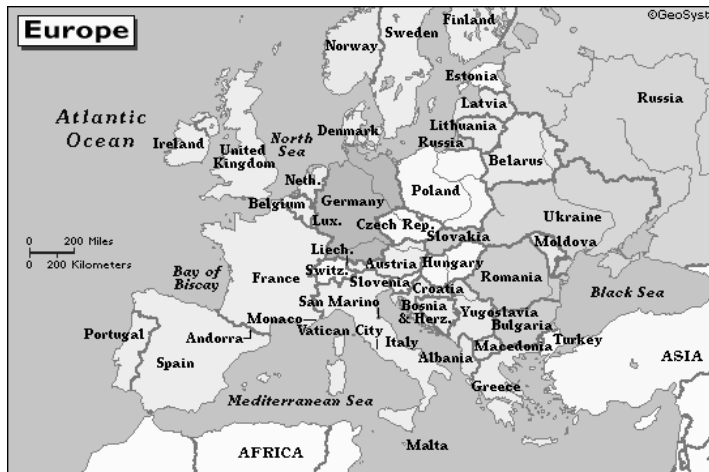 Europe
©GeoSyst
Finland
Sweden
Norway
Estonia
Russia
Latvia
Atlantic
Ocean
Lithuania
Denmark
North
Sea
Russia
Ireland
United
Kingdom
Belarus
Neth.
Poland
Belgium
Germany
Ukraine
Lux.
Czech Rep.
Slovakia
Moldova
0 200 Miles
0 200 Kilometers
Liech.
Austria
Hungary
Bay of
Biscay
France
Switz.
Slovenia
Romania
Croatia
Black Sea
San Marino
Bosnia
& Herz.
Yugoslavia
Monaco
Vatican City
Bulgaria
Portugal
Andorra
Italy
Macedonia
Turkey
Spain
Albania
ASIA
Greece
Mediterranean Sea
Malta
AFRICA